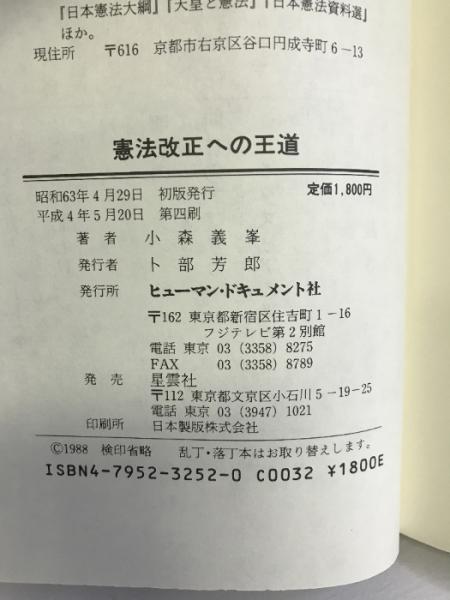 『日本憲法大綱』『天皇と憲法』『日本憲法資料選』
ほか。
現住所 〒616 京都市右京区谷口円成寺町6-13
憲法改正への王道
昭和63年4月29日 初版発行 定価1,800円
平成4年5月20日 第四刷
著者 小森義峯
発行者 卜部芳郎
発行所 ヒューマン・ドキュメント社
〒162 東京都新宿区住吉町1-16
フジテレビ第2別館
電話 東京 03 (3358) 8275
FAX 03 (3358) 8789
発売 星雲社
〒112 東京都文京区小石川5-19-25
電話 東京 03 (3947) 1021
印刷所 日本製版株式会社
©1988 検印省略 乱丁・落丁本はお取り替えします。
ISBN4-7952-3252-0 C0032 ¥1800E